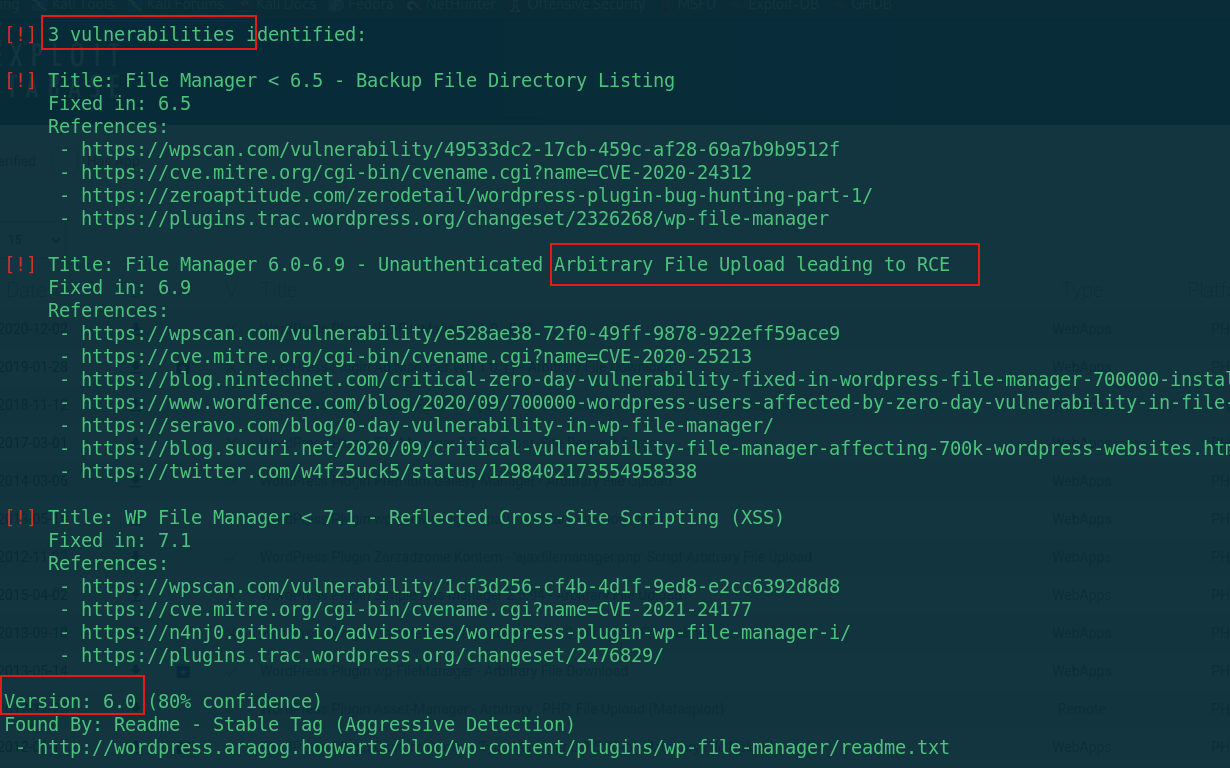 [!] 3 vulnerabilities identified:
[!] Title: File Manager < 6.5 - Backup File Directory Listing
Fixed in: 6.5
References:
- https://wpscan.com/vulnerability/49533dc2-17cb-459c-af28-69a7b9b9512f
- https://cve.mitre.org/cgi-bin/cvename.cgi?name=CVE-2020-24312
- https://zeroaptitude.com/zerodetail/wordpress-plugin-bug-hunting-part-1/
- https://plugins.trac.wordpress.org/changeset/2326268/wp-file-manager
[!] Title: File Manager 6.0-6.9 - Unauthenticated Arbitrary File Upload leading to RCE
Fixed in: 6.9
References:
- https://wpscan.com/vulnerability/e528ae38-72f0-49ff-9878-922eff59ace9
- https://cve.mitre.org/cgi-bin/cvename.cgi?name=CVE-2020-25213
- https://blog.nintechnet.com/critical-zero-day-vulnerability-fixed-in-wordpress-file-manager-700000-instal
- https://www.wordfence.com/blog/2020/09/700000-wordpress-users-affected-by-zero-day-vulnerability-in-file-
- https://seravo.com/blog/0-day-vulnerability-in-wp-file-manager/
- https://blog.sucuri.net/2020/09/critical-vulnerability-file-manager-affecting-700k-wordpress-websites.htm
- https://twitter.com/w4fz5uck5/status/1298402173554958338
[!] Title: WP File Manager < 7.1 - Reflected Cross-Site Scripting (XSS)
Fixed in: 7.1
References:
- https://wpscan.com/vulnerability/1cf3d256-cf4b-4d1f-9ed8-e2cc6392d8d8
- https://cve.mitre.org/cgi-bin/cvename.cgi?name=CVE-2021-24177
- https://n4nj0.github.io/advisories/wordpress-plugin-wp-file-manager-i/
- https://plugins.trac.wordpress.org/changeset/2476829/
Version: 6.0 (80% confidence)
Found By: Readme - Stable Tag (Aggressive Detection)
- http://wordpress.aragog.hogwarts/blog/wp-content/plugins/wp-file-manager/readme.txt